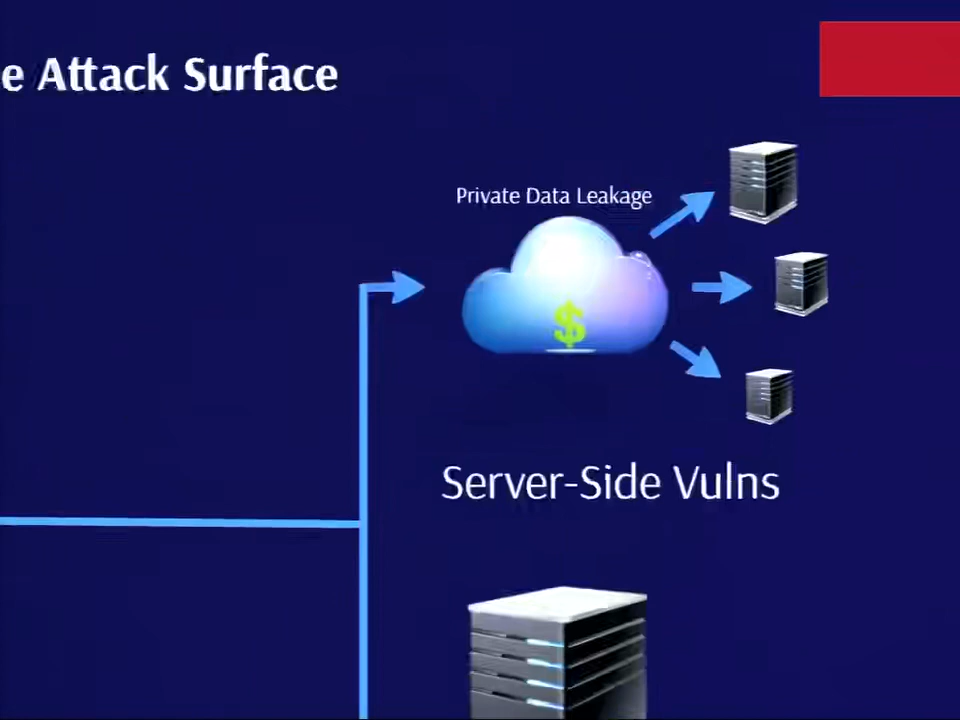 e Attack Surface
Private Data Leakage
$
Server-Side Vulns